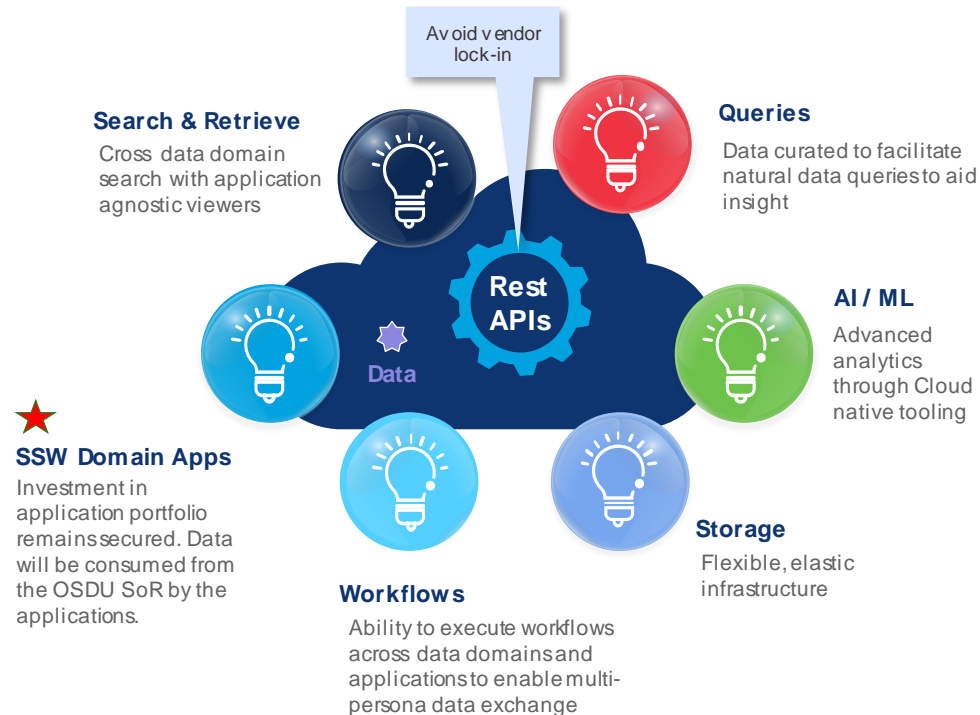 Avoid vendor
lock-in
Search & Retrieve
Cross data domain
search with application
agnostic viewers
Queries
Data curated to facilitate
natural data queries to aid
insight
Rest
APIs
Data
AI / ML
Advanced
analytics
through Cloud
native tooling
SSW Domain Apps
Investment in
application portfolio
remains secured. Data
will be consumed from
the OSDU SoR by the
applications.
Storage
Flexible, elastic
infrastructure
Workflows
Ability to execute workflows
across data domains and
applications to enable multi-
persona data exchange